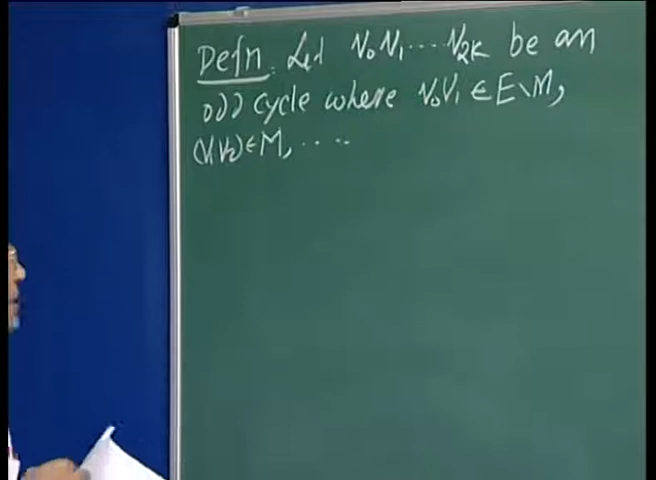 Defn. Let V₀V₁ ···· V₂ₖ be an
odd cycle where V₀V₁ ∈ E\M,
(V₁V₂) ∈ M, ····